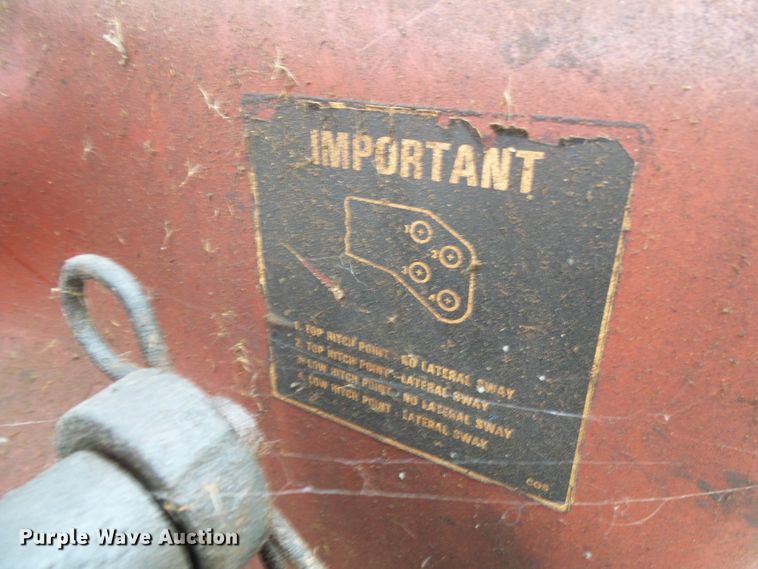 IMPORTANT
1
2
3
4
1. TOP HITCH POINT - NO LATERAL SWAY
2. TOP HITCH POINT - LATERAL SWAY
3. LOW HITCH POINT - NO LATERAL SWAY
4. LOW HITCH POINT - LATERAL SWAY
Purple Wave Auction